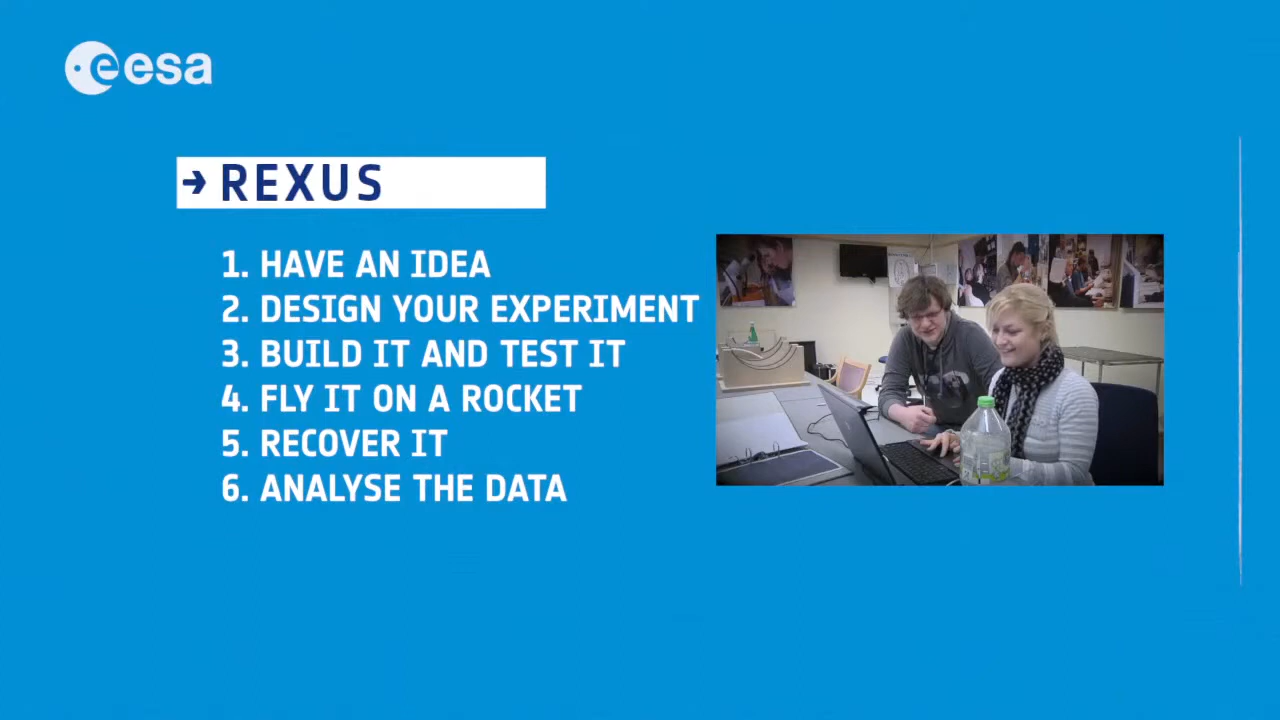 esa
→ REXUS
1. HAVE AN IDEA
2. DESIGN YOUR EXPERIMENT
3. BUILD IT AND TEST IT
4. FLY IT ON A ROCKET
5. RECOVER IT
6. ANALYSE THE DATA